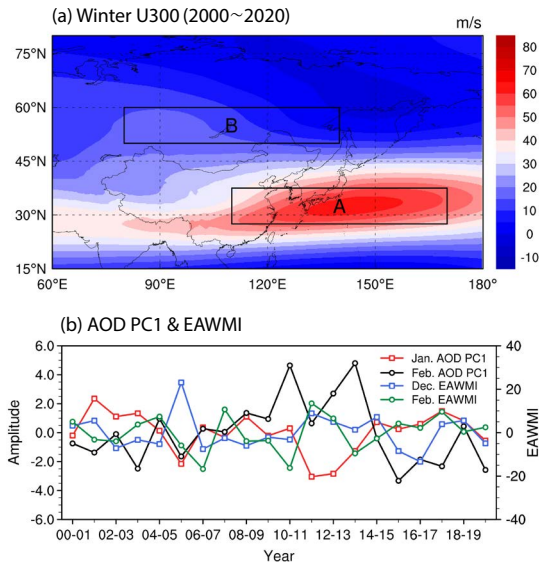 (a) Winter U300 (2000~2020)
m/s
75°N
60°N
45°N
30°N
15°N
60°E
90°E
120°E
150°E
180°
B
A
80
70
60
50
40
30
20
10
0
-10
(b) AOD PC1 & EAWMI
6.0
4.0
2.0
0.0
-2.0
-4.0
-6.0
Amplitude
Jan. AOD PC1
Feb. AOD PC1
Dec. EAWMI
Feb. EAWMI
40
20
0
-20
-40
EAWMI
00-01 02-03 04-05 06-07 08-09 10-11 12-13 14-15 16-17 18-19
Year